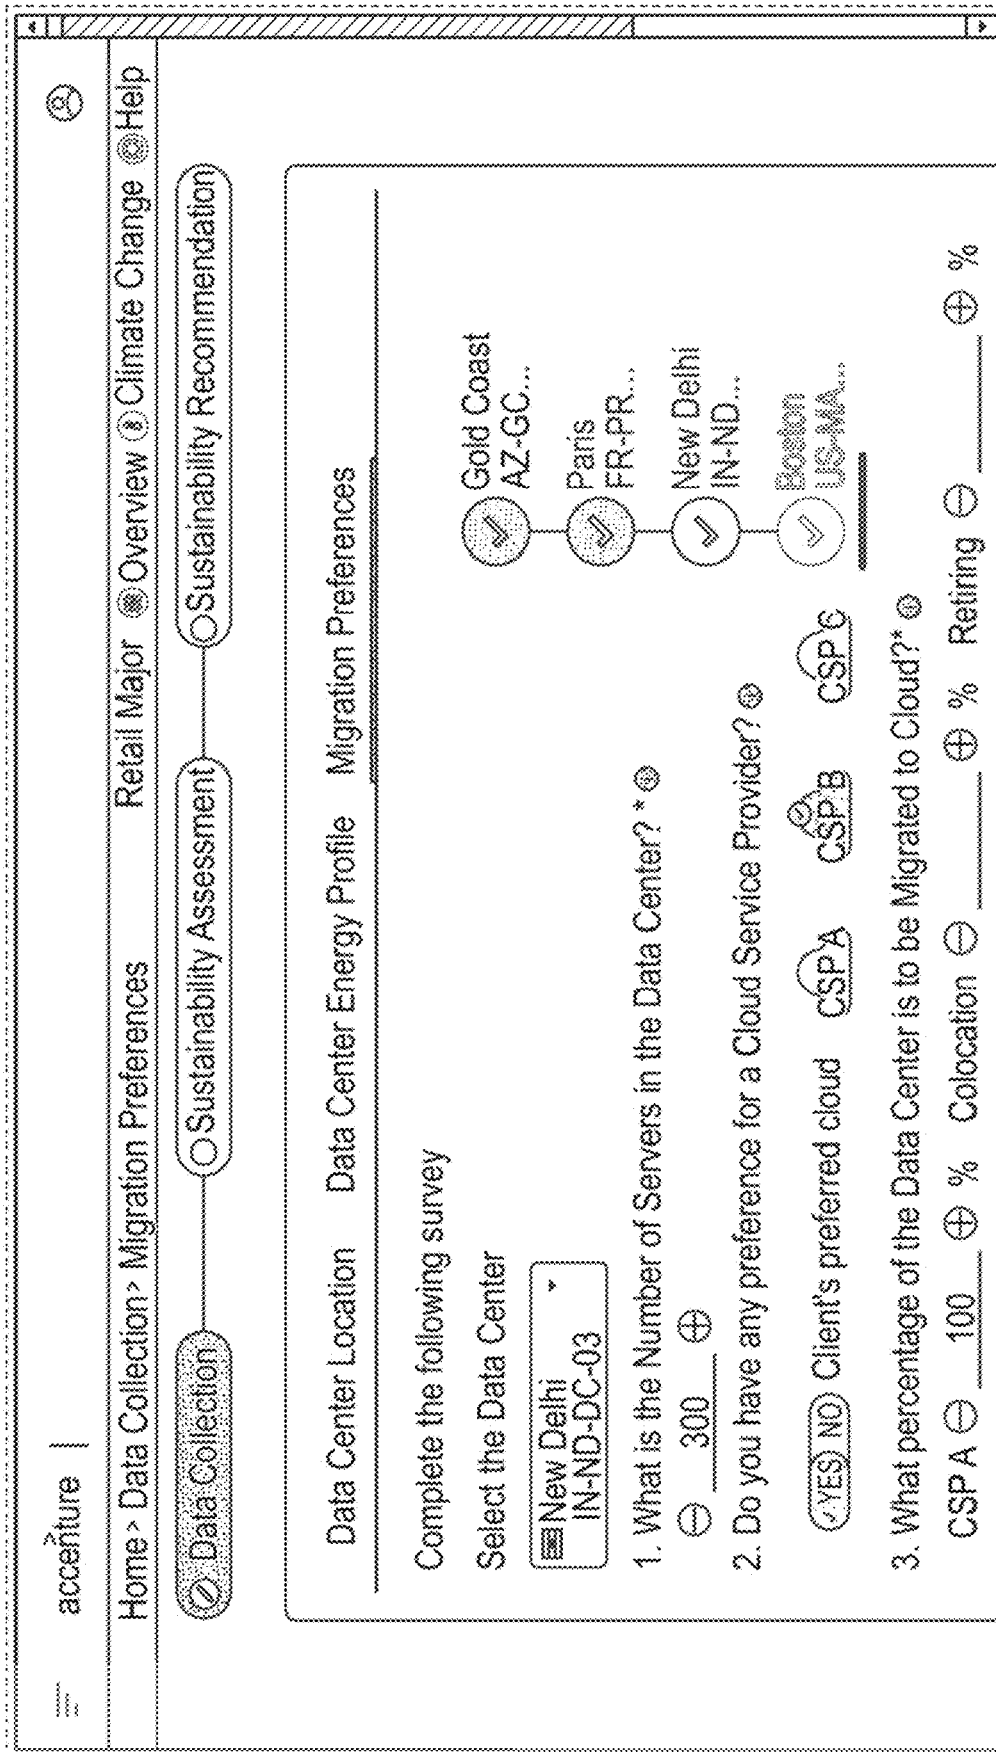 accenture
Home > Data Collection > Migration Preferences Retail Major Overview Climate Change Help
Data Collection Sustainability Assessment Sustainability Recommendation
Data Center Location Data Center Energy Profile Migration Preferences
Complete the following survey
Select the Data Center
New Delhi
IN-ND-DC-03
Gold Coast
AZ-GC...
Paris
FR-PR...
New Delhi
IN-ND...
Boston
US-MA...
1. What is the Number of Servers in the Data Center? *
300
2. Do you have any preference for a Cloud Service Provider?
YES NO Client's preferred cloud CSP A CSP B CSP C
3. What percentage of the Data Center is to be Migrated to Cloud?*
CSP A 100 % Colocation % Retiring %